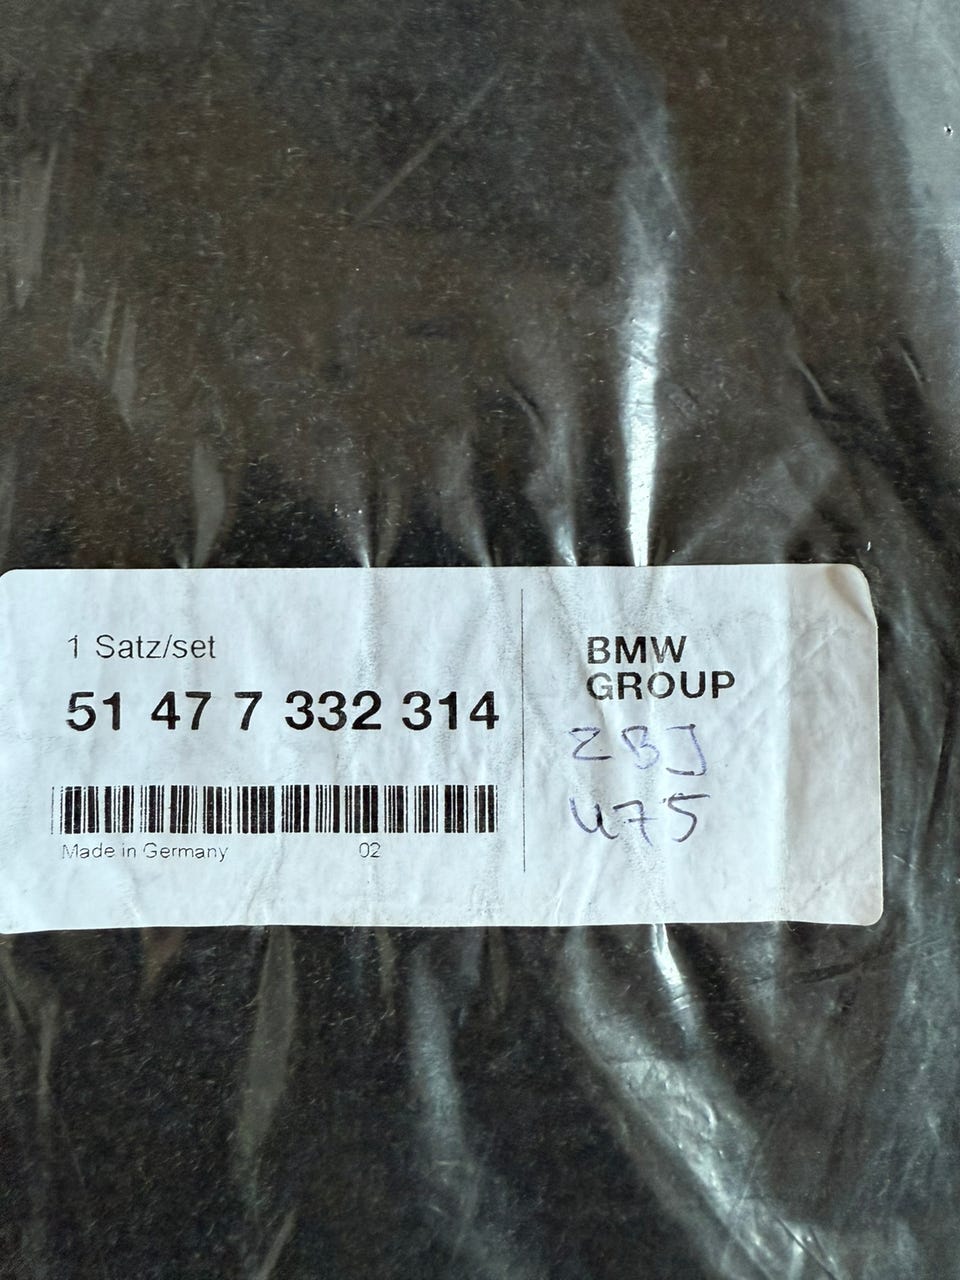 1 Satz/set
51 47 7 332 314
Made in Germany 02
BMW
GROUP
ZBJ
475